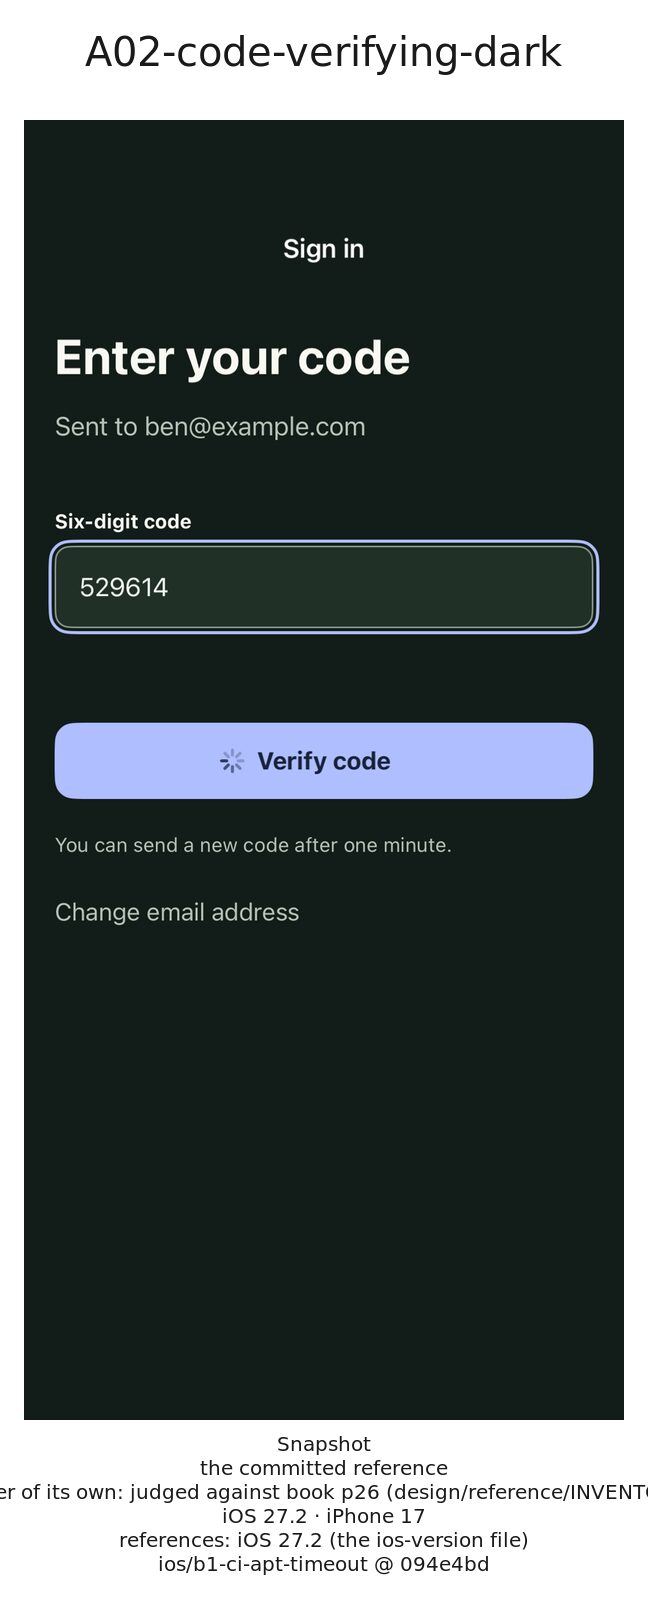 A02-code-verifying-dark
Sign in
Enter your code
Sent to ben@example.com
Six-digit code
529614
Verify code
You can send a new code after one minute.
Change email address
Snapshot
the committed reference
of its own: judged against book p26 (design/reference/
iOS 27.2 · iPhone 17
references: iOS 27.2 (the ios-version file)
ios/b1-ci-apt-timeout @ 094e4bd